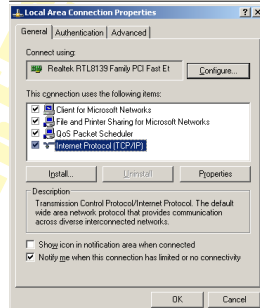 Local Area Connection Properties
General Authentication Advanced
Connect using:
Realtek RTL8139 Family PCI Fast Et
Configure...
This connection uses the following items:
Client for Microsoft Networks
File and Printer Sharing for Microsoft Networks
QoS Packet Scheduler
Internet Protocol (TCP/IP)
Install... Uninstall Properties
Description
Transmission Control Protocol/Internet Protocol. The default
wide area network protocol that provides communication
across diverse interconnected networks.
Show icon in notification area when connected
Notify me when this connection has limited or no connectivity
OK Cancel